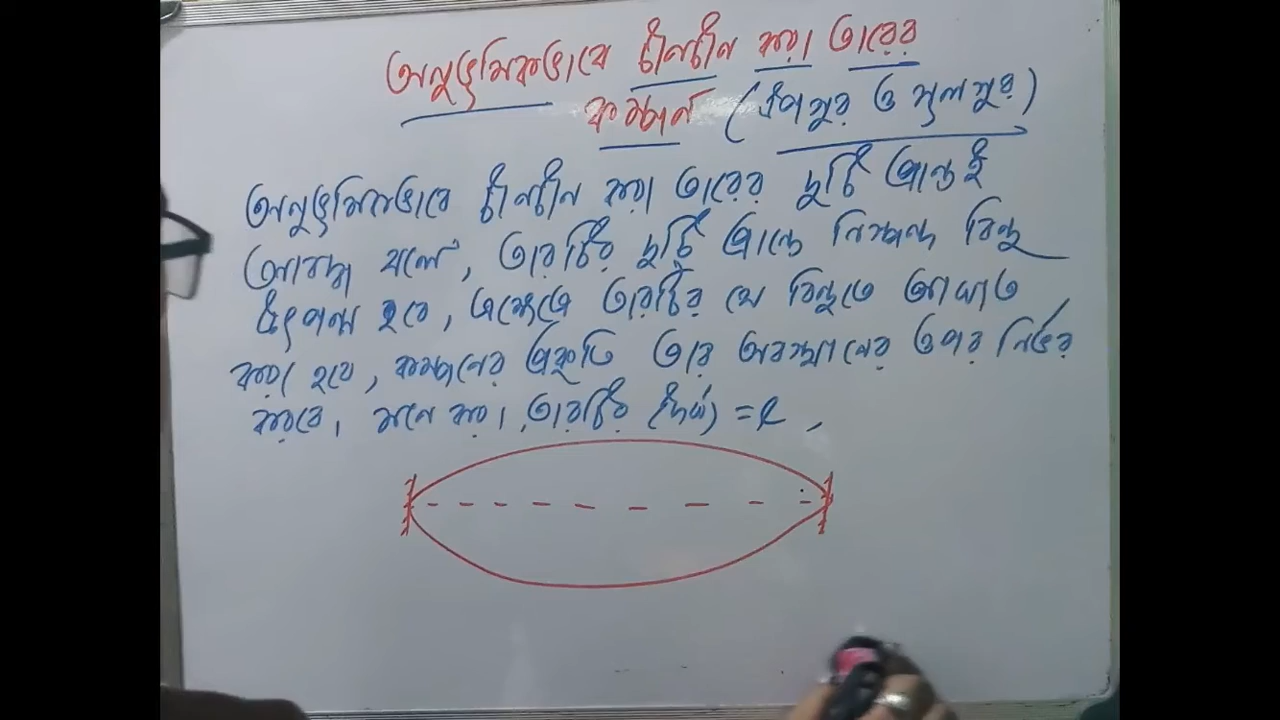 অনুভূমিকভাবে টানটান করা তারের
কম্পন (উপসুর ও মূলসুর)
অনুভূমিকভাবে টানটান করা তারের দুটি প্রান্তই
আবদ্ধ বলে, তারটির দুটি প্রান্তে নিস্পন্দ বিন্দু
উৎপন্ন হবে, এক্ষেত্রে তারটির যে বিন্দুতে আঘাত
করা হবে, কম্পনের প্রকৃতি তার অবস্থানের ওপর নির্ভর
করবে। মনে কর। তারটির দৈর্ঘ্য = l,